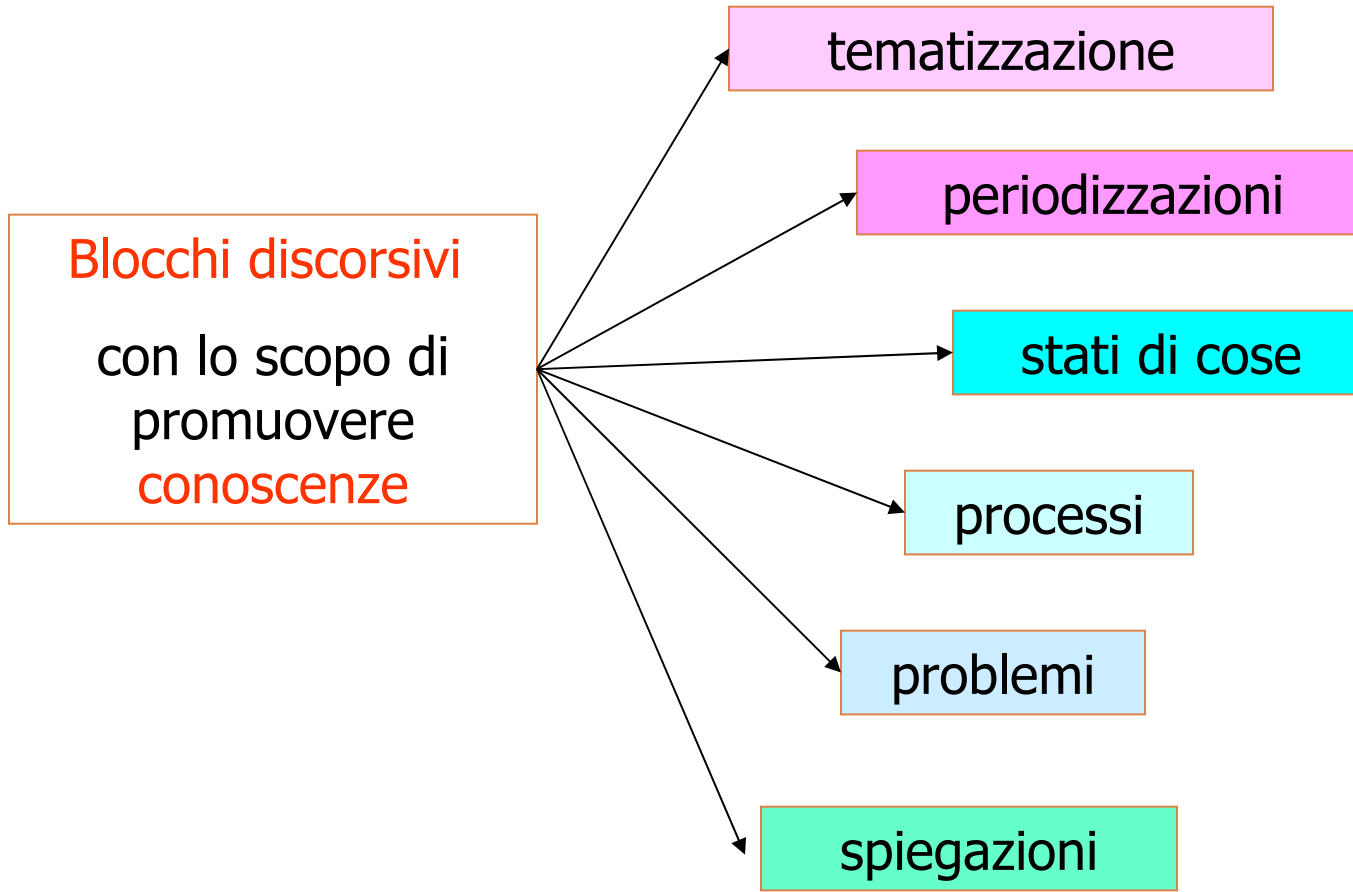 Blocchi discorsivi
con lo scopo di
promuovere
conoscenze
tematizzazione
periodizzazioni
stati di cose
processi
problemi
spiegazioni